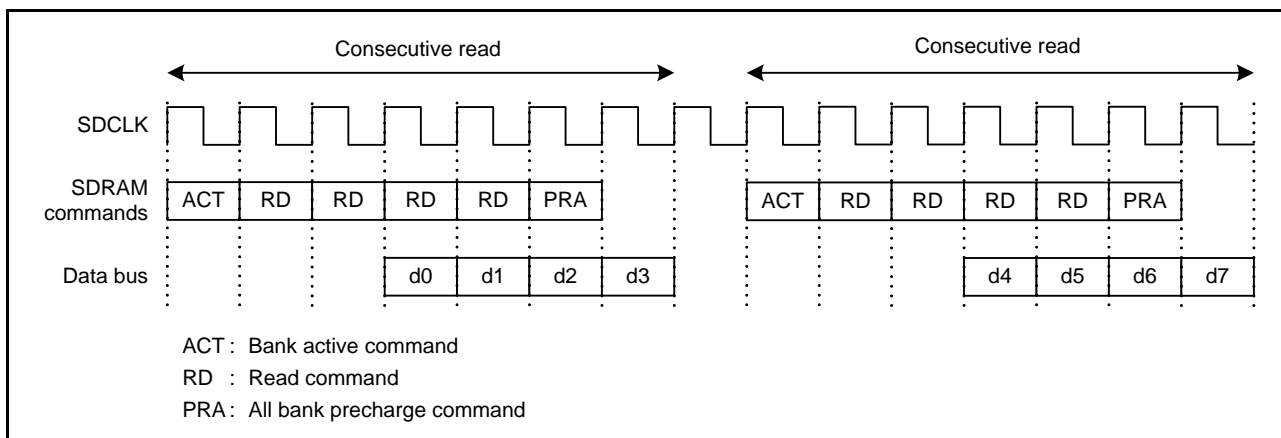 Consecutive read Consecutive read
SDCLK
SDRAM commands ACT RD RD RD RD PRA ACT RD RD RD RD PRA
Data bus d0 d1 d2 d3 d4 d5 d6 d7
ACT : Bank active command
RD : Read command
PRA : All bank precharge command